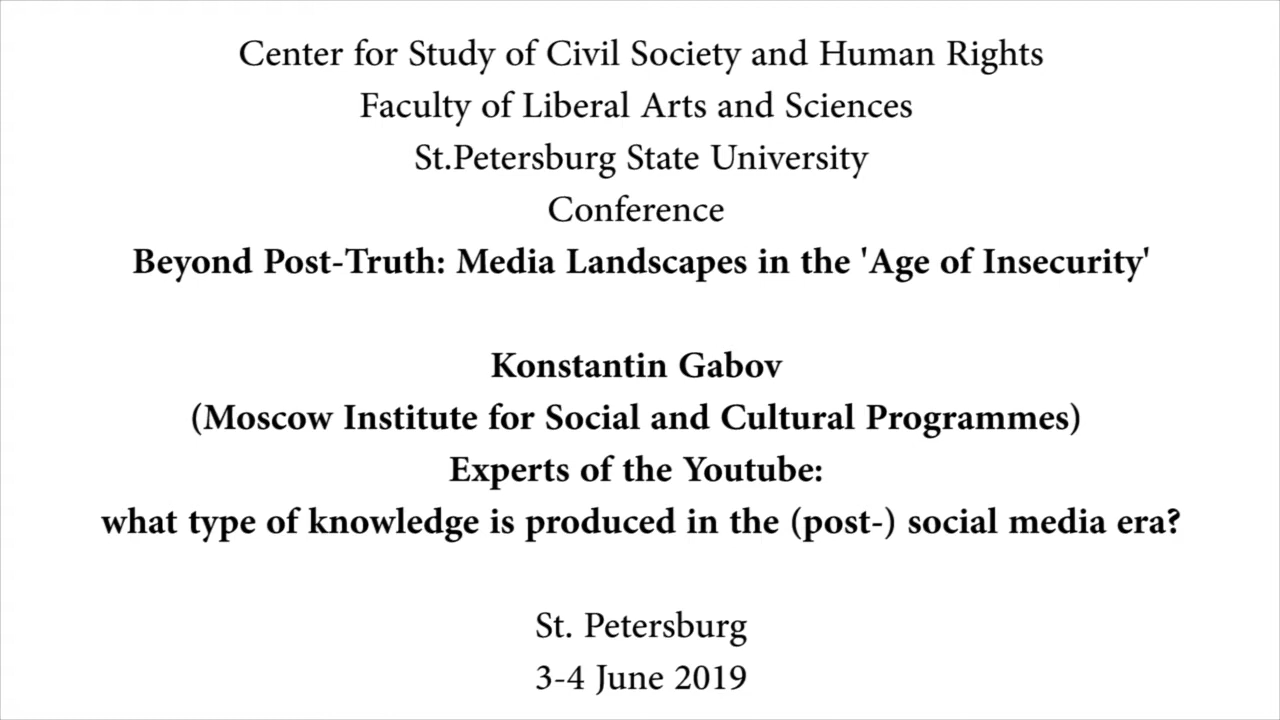 Center for Study of Civil Society and Human Rights
Faculty of Liberal Arts and Sciences
St.Petersburg State University
Conference
Beyond Post-Truth: Media Landscapes in the 'Age of Insecurity'
Konstantin Gabov
(Moscow Institute for Social and Cultural Programmes)
Experts of the Youtube:
what type of knowledge is produced in the (post-) social media era?
St. Petersburg
3-4 June 2019